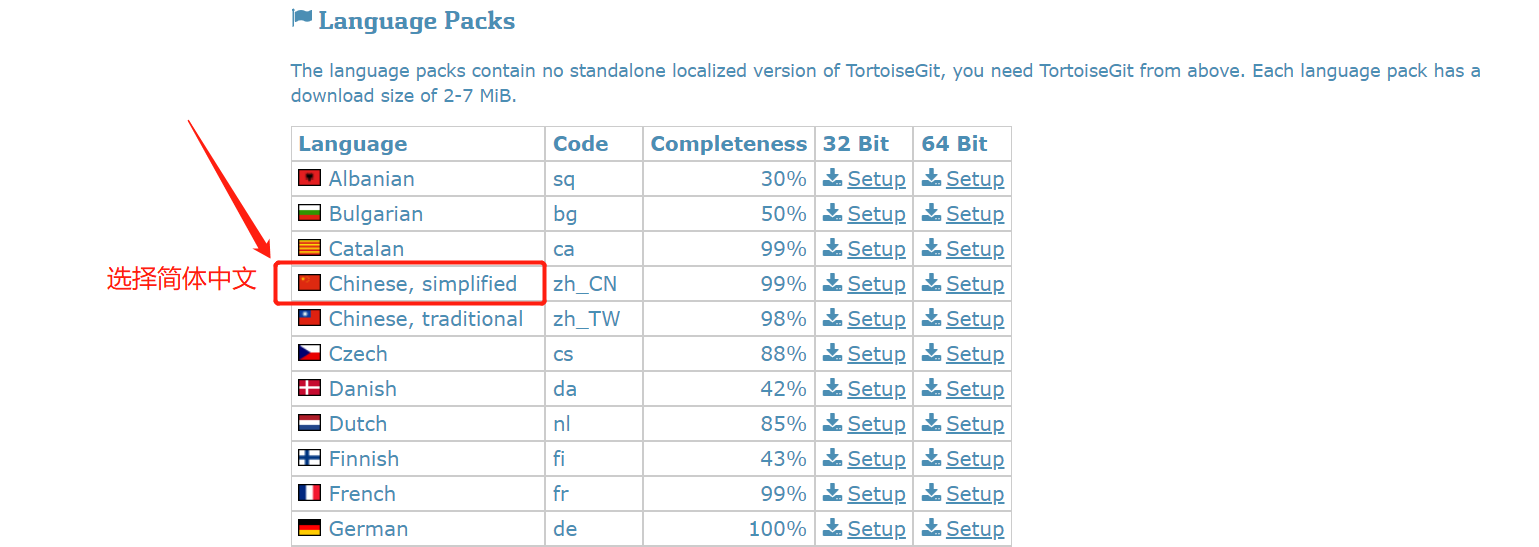 Language Packs
The language packs contain no standalone localized version of TortoiseGit, you need TortoiseGit from above. Each language pack has a
download size of 2-7 MiB.
Language Code Completeness 32 Bit 64 Bit
Albanian sq 30% Setup Setup
Bulgarian bg 50% Setup Setup
Catalan ca 99% Setup Setup
选择简体中文 Chinese, simplified zh_CN 99% Setup Setup
Chinese, traditional zh_TW 98% Setup Setup
Czech cs 88% Setup Setup
Danish da 42% Setup Setup
Dutch nl 85% Setup Setup
Finnish fi 43% Setup Setup
French fr 99% Setup Setup
German de 100% Setup Setup